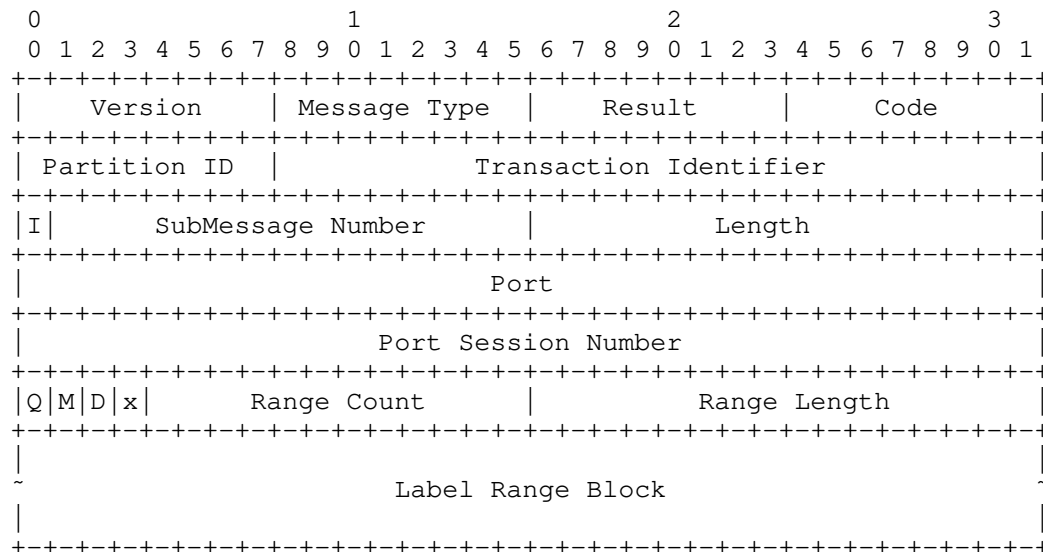 0                   1                   2                   3
 0 1 2 3 4 5 6 7 8 9 0 1 2 3 4 5 6 7 8 9 0 1 2 3 4 5 6 7 8 9 0 1
+-+-+-+-+-+-+-+-+-+-+-+-+-+-+-+-+-+-+-+-+-+-+-+-+-+-+-+-+-+-+-+-+
|    Version    | Message Type  |    Result     |     Code      |
+-+-+-+-+-+-+-+-+-+-+-+-+-+-+-+-+-+-+-+-+-+-+-+-+-+-+-+-+-+-+-+-+
| Partition ID  |            Transaction Identifier             |
+-+-+-+-+-+-+-+-+-+-+-+-+-+-+-+-+-+-+-+-+-+-+-+-+-+-+-+-+-+-+-+-+
|I|      SubMessage Number      |           Length              |
+-+-+-+-+-+-+-+-+-+-+-+-+-+-+-+-+-+-+-+-+-+-+-+-+-+-+-+-+-+-+-+-+
|                             Port                              |
+-+-+-+-+-+-+-+-+-+-+-+-+-+-+-+-+-+-+-+-+-+-+-+-+-+-+-+-+-+-+-+-+
|                      Port Session Number                      |
+-+-+-+-+-+-+-+-+-+-+-+-+-+-+-+-+-+-+-+-+-+-+-+-+-+-+-+-+-+-+-+-+
|Q|M|D|x|      Range Count      |          Range Length         |
+-+-+-+-+-+-+-+-+-+-+-+-+-+-+-+-+-+-+-+-+-+-+-+-+-+-+-+-+-+-+-+-+
|                                                               |
~                       Label Range Block                       ~
|                                                               |
+-+-+-+-+-+-+-+-+-+-+-+-+-+-+-+-+-+-+-+-+-+-+-+-+-+-+-+-+-+-+-+-+